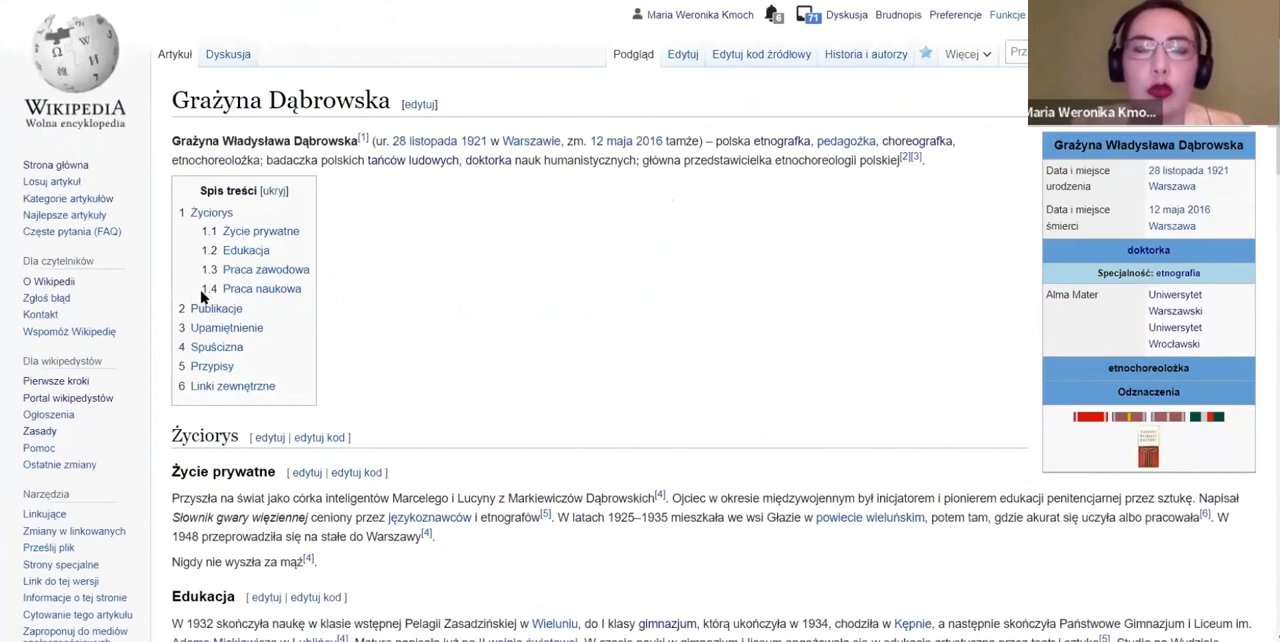 Maria Weronika Kmoch 6 71 Dyskusja Brudnopis Preferencje Funkcje
Artykuł Dyskusja Podgląd Edytuj Edytuj kod źródłowy Historia i autorzy Więcej
Maria Weronika Kmo...
WIKIPEDIA
Wolna encyklopedia
Strona główna
Losuj artykuł
Kategorie artykułów
Najlepsze artykuły
Częste pytania (FAQ)
Dla czytelników
O Wikipedii
Zgłoś błąd
Kontakt
Wspomóż Wikipedię
Dla wikipedystów
Pierwsze kroki
Portal wikipedystów
Ogłoszenia
Zasady
Pomoc
Ostatnie zmiany
Narzędzia
Linkujące
Zmiany w linkowanych
Prześlij plik
Strony specjalne
Link do tej wersji
Informacje o tej stronie
Cytowanie tego artykułu
Zaproponuj do mediów
Grażyna Dąbrowska [edytuj]
Grażyna Władysława Dąbrowska[1] (ur. 28 listopada 1921 w Warszawie, zm. 12 maja 2016 tamże) – polska etnografka, pedagożka, choreografka,
etnochoreolożka; badaczka polskich tańców ludowych, doktorka nauk humanistycznych; główna przedstawicielka etnochoreologii polskiej[2][3].
Spis treści [ukryj]
1 Życiorys
1.1 Życie prywatne
1.2 Edukacja
1.3 Praca zawodowa
1.4 Praca naukowa
2 Publikacje
3 Upamiętnienie
4 Spuścizna
5 Przypisy
6 Linki zewnętrzne
Grażyna Władysława Dąbrowska
Data i miejsce urodzenia 28 listopada 1921
Warszawa
Data i miejsce śmierci 12 maja 2016
Warszawa
doktorka
Specjalność: etnografia
Alma Mater Uniwersytet
Warszawski
Uniwersytet
Wrocławski
etnochoreolożka
Odznaczenia
Życiorys [ edytuj | edytuj kod ]
Życie prywatne [ edytuj | edytuj kod ]
Przyszła na świat jako córka inteligentów Marcelego i Lucyny z Markiewiczów Dąbrowskich[4]. Ojciec w okresie międzywojennym był inicjatorem i pionierem edukacji penitencjarnej przez sztukę. Napisał
Słownik gwary więziennej ceniony przez językoznawców i etnografów[5]. W latach 1925–1935 mieszkała we wsi Głazie w powiecie wieluńskim, potem tam, gdzie akurat się uczyła albo pracowała[6]. W
1948 przeprowadziła się na stałe do Warszawy[4].
Nigdy nie wyszła za mąż[4].
Edukacja [ edytuj | edytuj kod ]
W 1932 skończyła naukę w klasie wstępnej Pelagii Zasadzińskiej w Wieluniu, do I klasy gimnazjum, którą ukończyła w 1934, chodziła w Kępnie, a następnie skończyła Państwowe Gimnazjum i Liceum im.